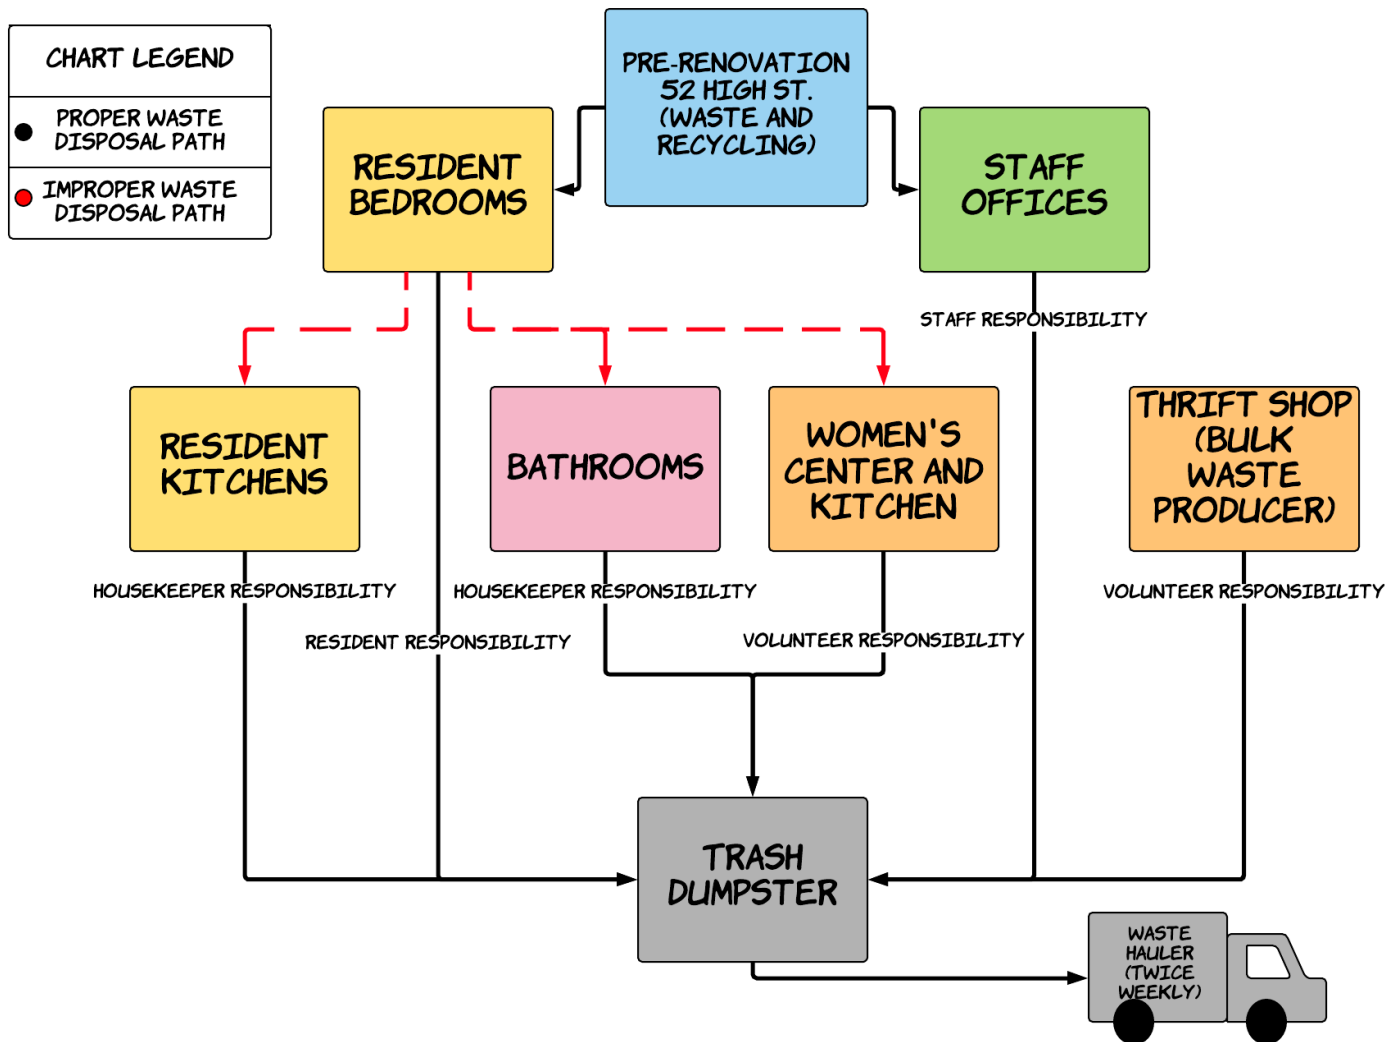 CHART LEGEND
PROPER WASTE
DISPOSAL PATH
IMPROPER WASTE
DISPOSAL PATH
PRE-RENOVATION
52 HIGH ST.
(WASTE AND
RECYCLING)
RESIDENT
BEDROOMS
STAFF
OFFICES
STAFF RESPONSIBILITY
RESIDENT
KITCHENS
BATHROOMS
WOMEN'S
CENTER AND
KITCHEN
THRIFT SHOP
(BULK
WASTE
PRODUCER)
HOUSEKEEPER RESPONSIBILITY
HOUSEKEEPER RESPONSIBILITY
VOLUNTEER RESPONSIBILITY
RESIDENT RESPONSIBILITY
VOLUNTEER RESPONSIBILITY
TRASH
DUMPSTER
WASTE
HAULER
(TWICE
WEEKLY)